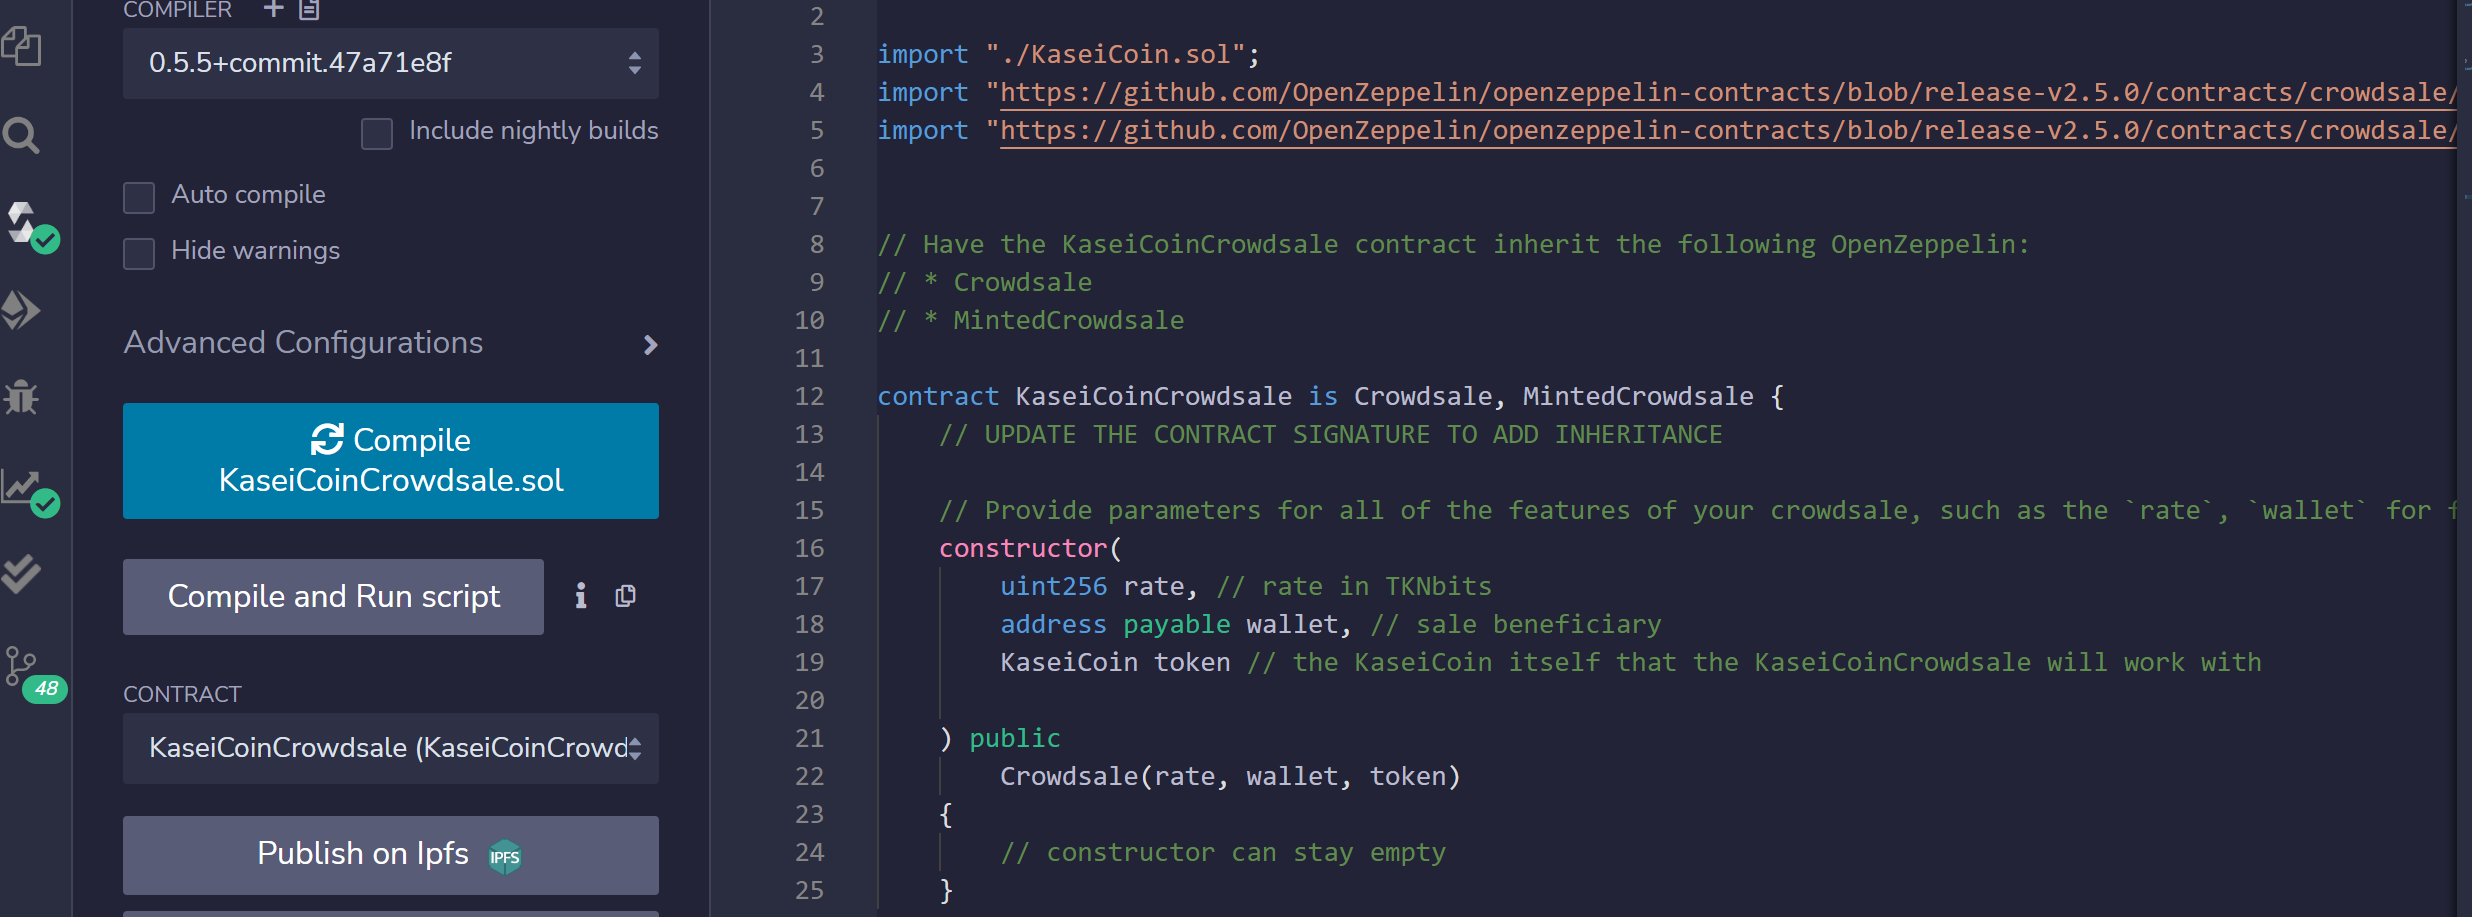 COMPILER
0.5.5+commit.47a71e8f
Include nightly builds
Auto compile
Hide warnings
Advanced Configurations
Compile
KaseiCoinCrowdsale.sol
Compile and Run script
CONTRACT
KaseiCoinCrowdsale (KaseiCoinCrowd
Publish on Ipfs IPFS
48
2
3 import "./KaseiCoin.sol";
4 import "https://github.com/OpenZeppelin/openzeppelin-contracts/blob/release-v2.5.0/contracts/crowdsale/
5 import "https://github.com/OpenZeppelin/openzeppelin-contracts/blob/release-v2.5.0/contracts/crowdsale/
6
7
8 // Have the KaseiCoinCrowdsale contract inherit the following OpenZeppelin:
9 // * Crowdsale
10 // * MintedCrowdsale
11
12 contract KaseiCoinCrowdsale is Crowdsale, MintedCrowdsale {
13 // UPDATE THE CONTRACT SIGNATURE TO ADD INHERITANCE
14
15 // Provide parameters for all of the features of your crowdsale, such as the `rate`, `wallet` for f
16 constructor(
17 uint256 rate, // rate in TKNbits
18 address payable wallet, // sale beneficiary
19 KaseiCoin token // the KaseiCoin itself that the KaseiCoinCrowdsale will work with
20
21 ) public
22 Crowdsale(rate, wallet, token)
23 {
24 // constructor can stay empty
25 }